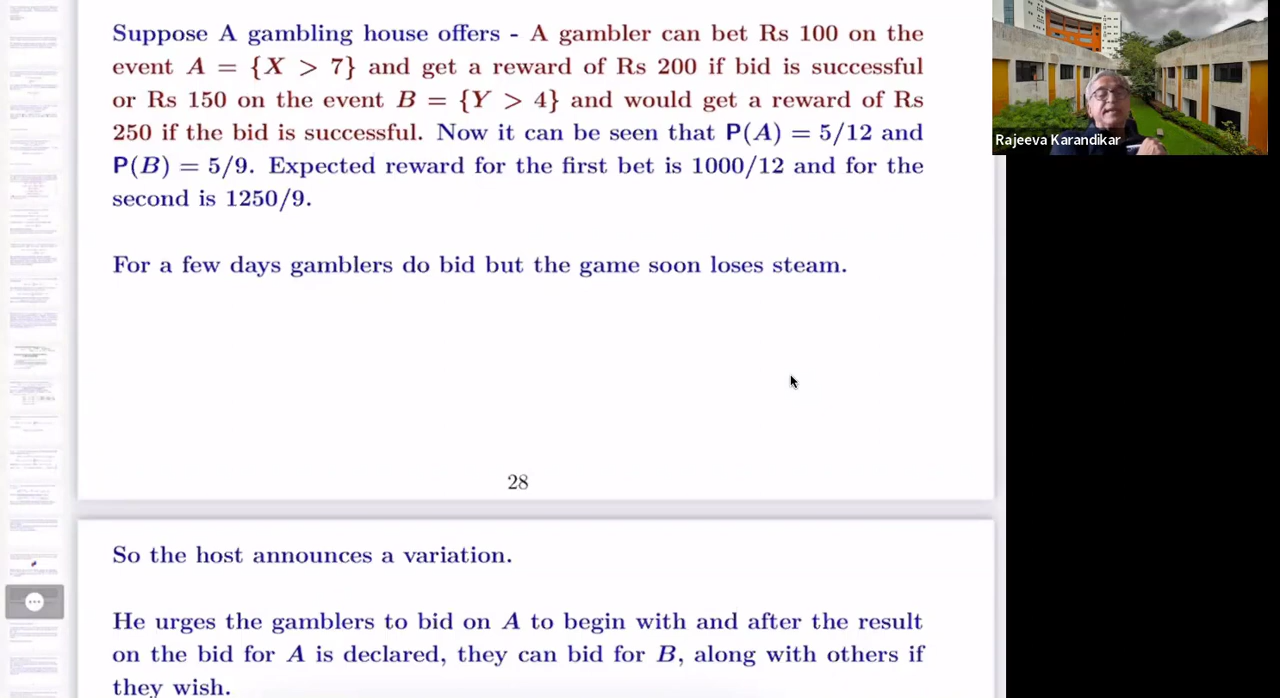 Suppose A gambling house offers - A gambler can bet Rs 100 on the
event A = {X > 7} and get a reward of Rs 200 if bid is successful
or Rs 150 on the event B = {Y > 4} and would get a reward of Rs
250 if the bid is successful. Now it can be seen that P(A) = 5/12 and
P(B) = 5/9. Expected reward for the first bet is 1000/12 and for the
second is 1250/9.
For a few days gamblers do bid but the game soon loses steam.
28
So the host announces a variation.
He urges the gamblers to bid on A to begin with and after the result
on the bid for A is declared, they can bid for B, along with others if
they wish.
Rajeeva Karandikar